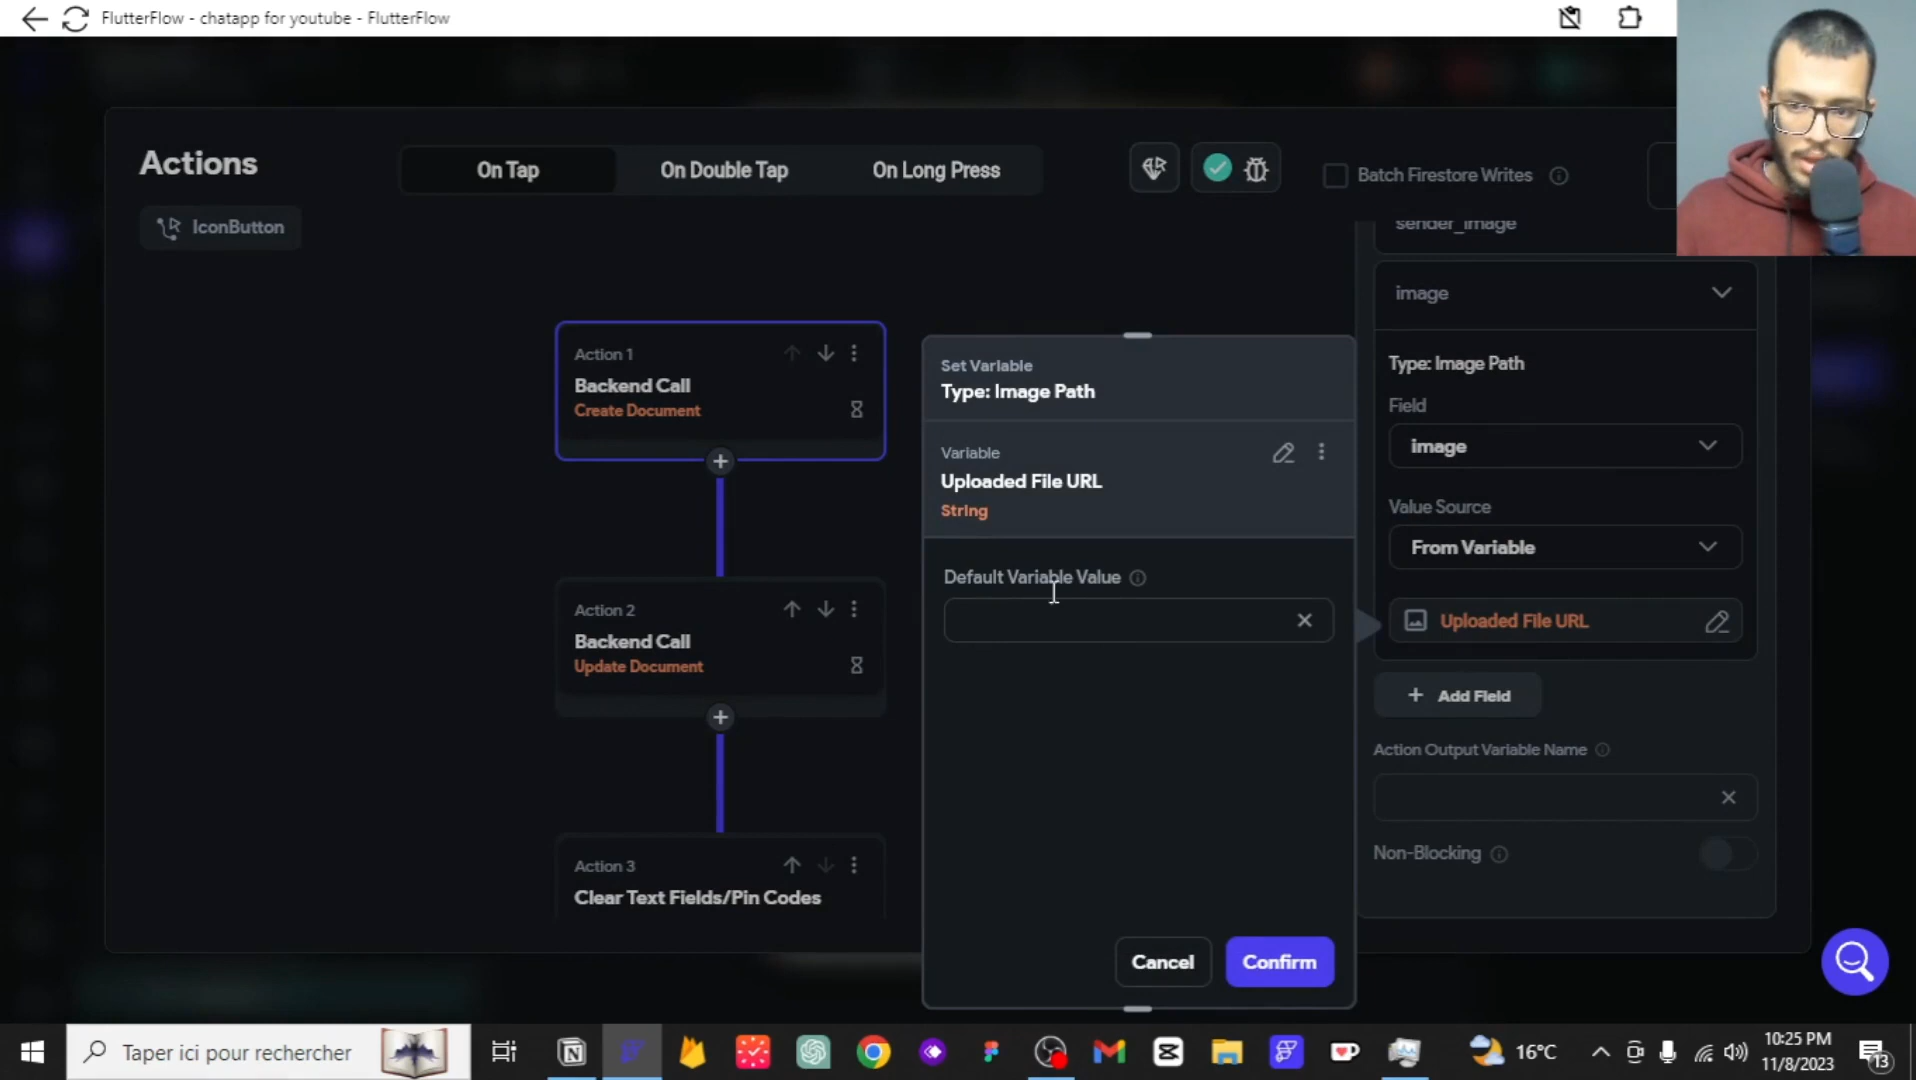 FlutterFlow - chatapp for youtube - FlutterFlow
Actions
On Tap
On Double Tap
On Long Press
Batch Firestore Writes
IconButton
sender_image
image
Action 1
Backend Call
Create Document
Action 2
Backend Call
Update Document
Action 3
Clear Text Fields/Pin Codes
Set Variable
Type: Image Path
Variable
Uploaded File URL
String
Default Variable Value
Cancel
Confirm
Type: Image Path
Field
image
Value Source
From Variable
Uploaded File URL
+ Add Field
Action Output Variable Name
Non-Blocking
Taper ici pour rechercher
16°C
10:25 PM
11/8/2023
13